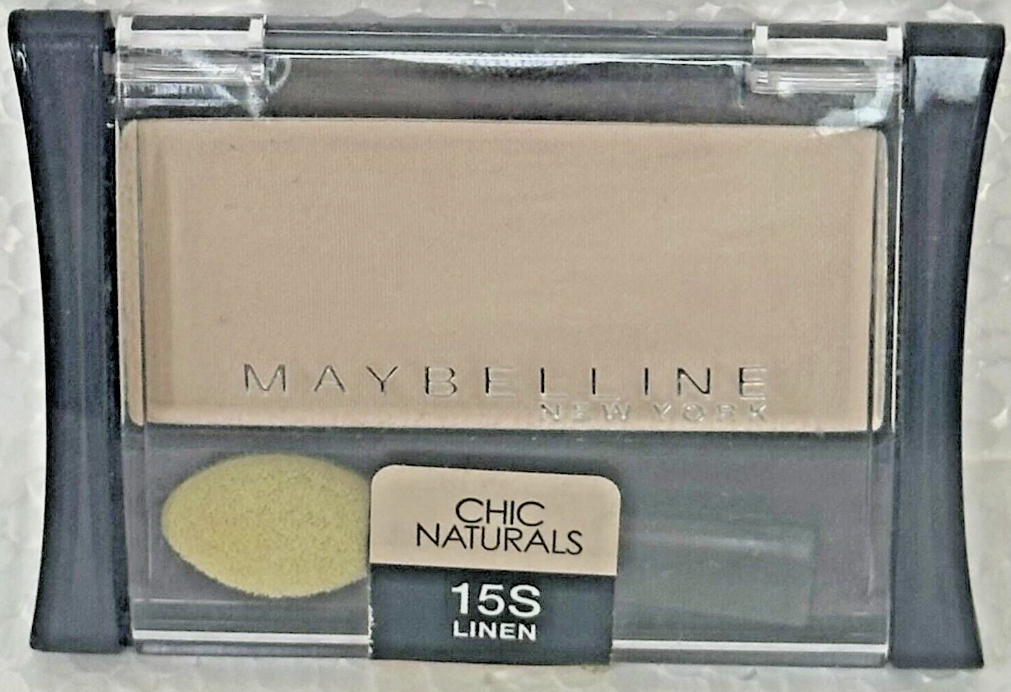 MAYBELLINE
NEW YORK
CHIC
NATURALS
15S
LINEN